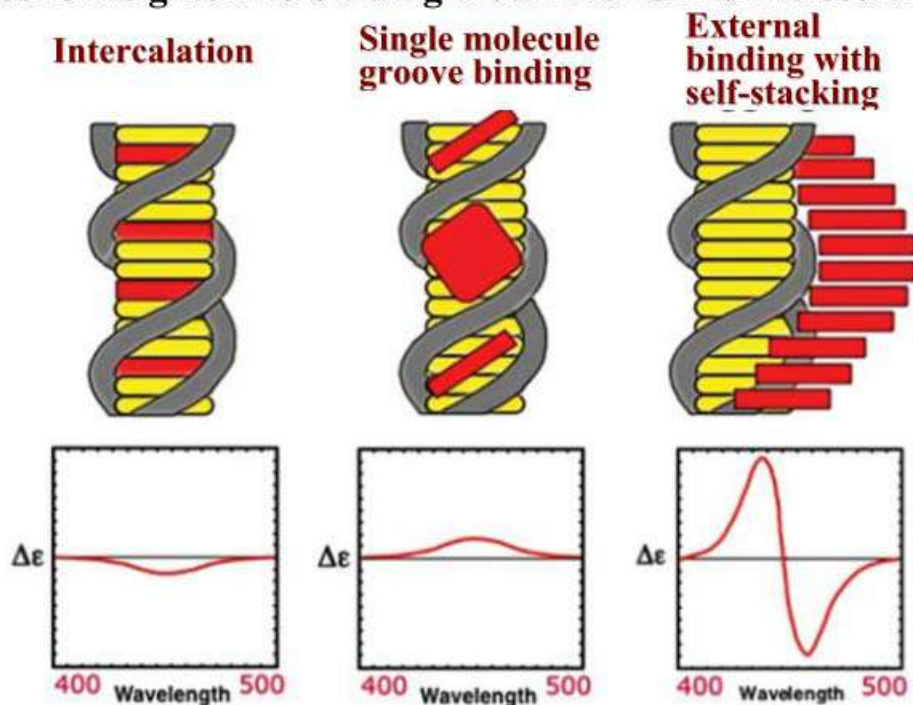 Intercalation
Single molecule
groove binding
External
binding with
self-stacking
Δε
Δε
Δε
400 Wavelength 500
400 Wavelength 500
400 Wavelength 500